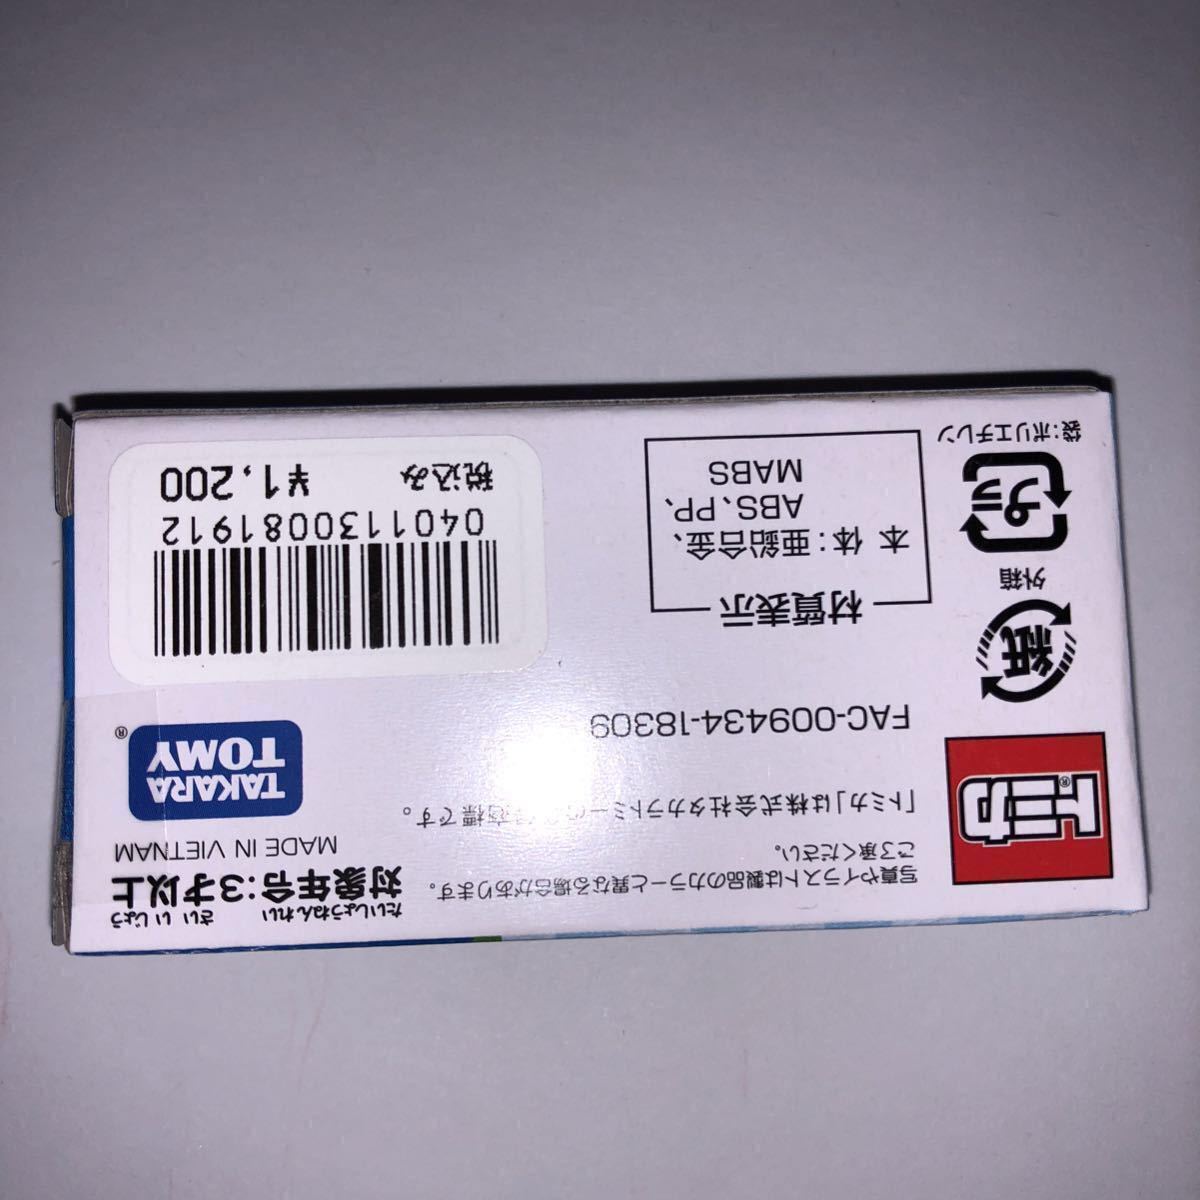 写真やイラストは製品のカラーと異なる場合があります。
ご了承ください。
「トミカ」は株式会社タカラトミーの 商標です。
トミカ®
FAC-009434-18309
たいしょうねんれい さい いじょう
対象年令:3才以上
MADE IN VIETNAM
TAKARA
TOMY
®
紙
外箱
プラ
袋:ポリエチレン
材質表示
本 体:亜鉛合金、
ABS、PP、
MABS
0401130081912
税込み ¥1,200